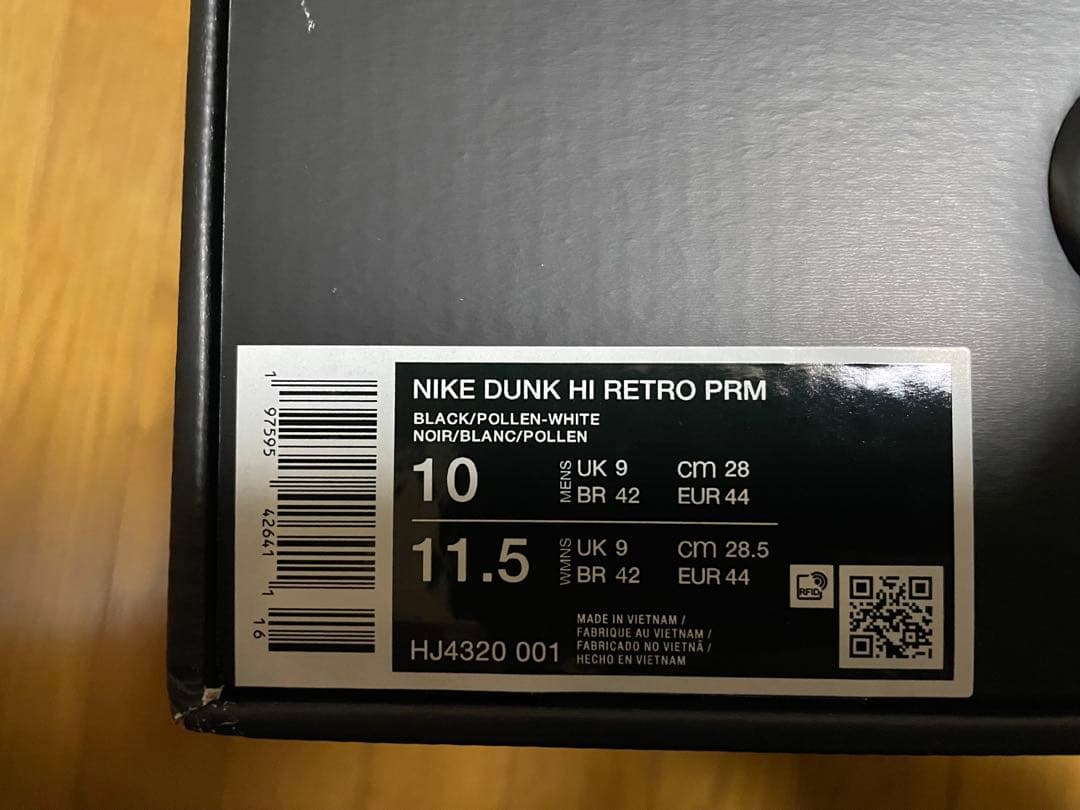 NIKE DUNK HI RETRO PRM
BLACK/POLLEN-WHITE
NOIR/BLANC/POLLEN
10 MENS UK 9 cm 28
BR 42 EUR 44
11.5 WMNS UK 9 cm 28.5
BR 42 EUR 44
RFID
HJ4320 001
MADE IN VIETNAM /
FABRIQUE AU VIETNAM /
FABRICADO NO VIETNÃ /
HECHO EN VIETNAM
1 97595 42641 1 16